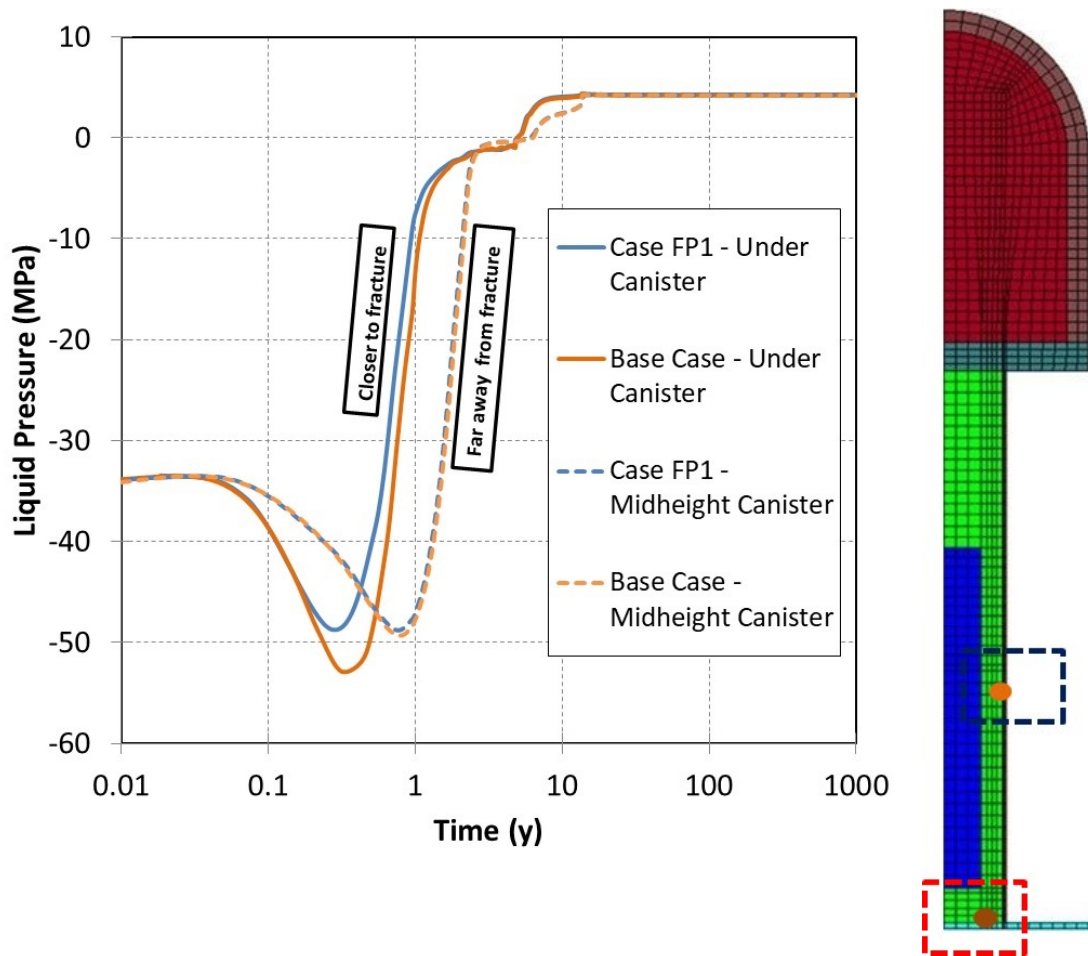 10
0
-10
-20
-30
-40
-50
-60
Liquid Pressure (MPa)
0.01
0.1
1
10
100
1000
Time (y)
Closer to fracture
Far away from fracture
Case FP1 - Under
Canister
Base Case - Under
Canister
Case FP1 -
Midheight Canister
Base Case -
Midheight Canister